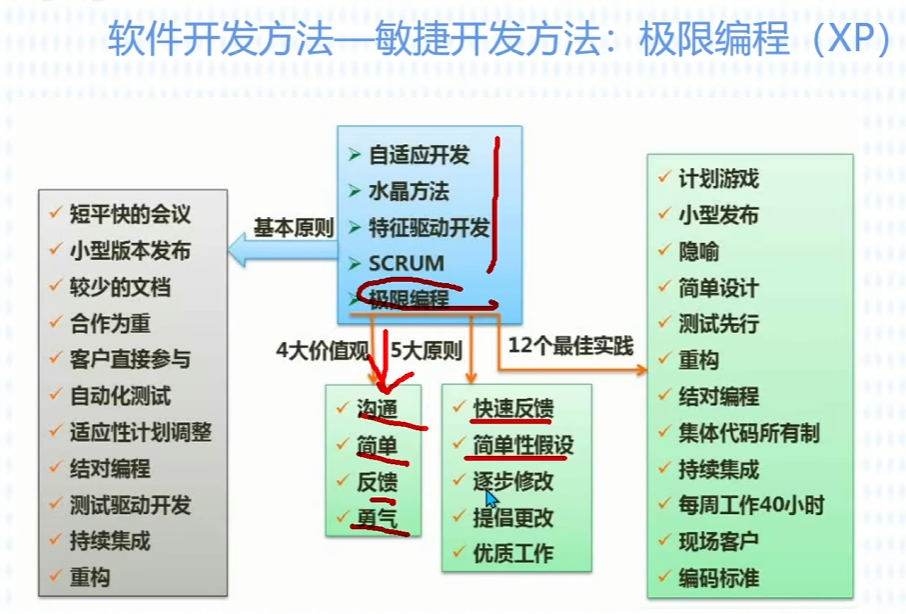 软件开发方法—敏捷开发方法：极限编程（XP）
自适应开发
水晶方法
特征驱动开发
SCRUM
极限编程
基本原则
短平快的会议
小型版本发布
较少的文档
合作为重
客户直接参与
自动化测试
适应性计划调整
结对编程
测试驱动开发
持续集成
重构
4大价值观
沟通
简单
反馈
勇气
5大原则
快速反馈
简单性假设
逐步修改
提倡更改
优质工作
12个最佳实践
计划游戏
小型发布
隐喻
简单设计
测试先行
重构
结对编程
集体代码所有制
持续集成
每周工作40小时
现场客户
编码标准